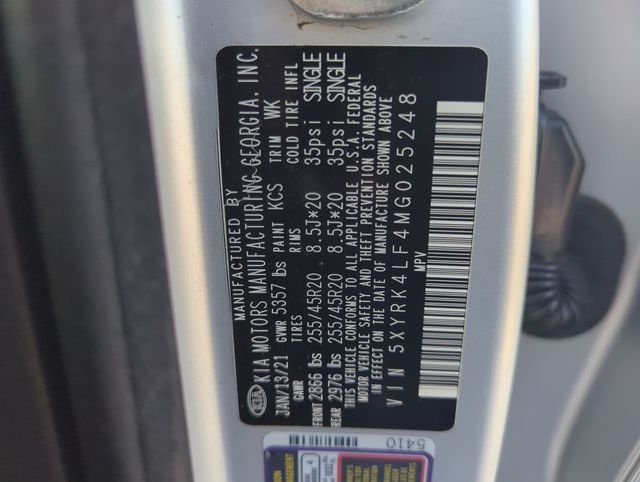 MANUFACTURED BY
KIA KIA MOTORS MANUFACTURING GEORGIA, INC.
JAN/13/21 GVWR 5357 lbs PAINT KCS TRIM WK
GAWR TIRES RIMS COLD TIRE INFL
FRONT 2866 lbs 255/45R20 8.5J*20 35psi SINGLE
REAR 2976 lbs 255/45R20 8.5J*20 35psi SINGLE
THIS VEHICLE CONFORMS TO ALL APPLICABLE U.S.A. FEDERAL
MOTOR VEHICLE SAFETY AND THEFT PREVENTION STANDARDS
IN EFFECT ON THE DATE OF MANUFACTURE SHOWN ABOVE
VIN 5XYRK4LF4MG025248
MPV
5410